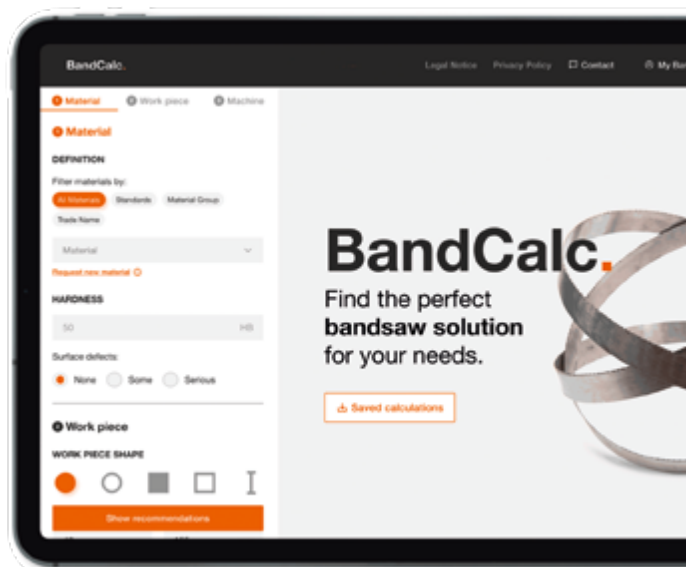 BandCalc.
Legal Notice Privacy Policy Contact My Ban
Material Work piece Machine
Material
DEFINITION
Filter materials by:
All Materials Standards Material Group
Trade Name
Material
Request new material
HARDNESS
50 HB
Surface defects:
None Some Serious
Work piece
WORK PIECE SHAPE
Show recommendations
BandCalc.
Find the perfect
bandsaw solution
for your needs.
Saved calculations